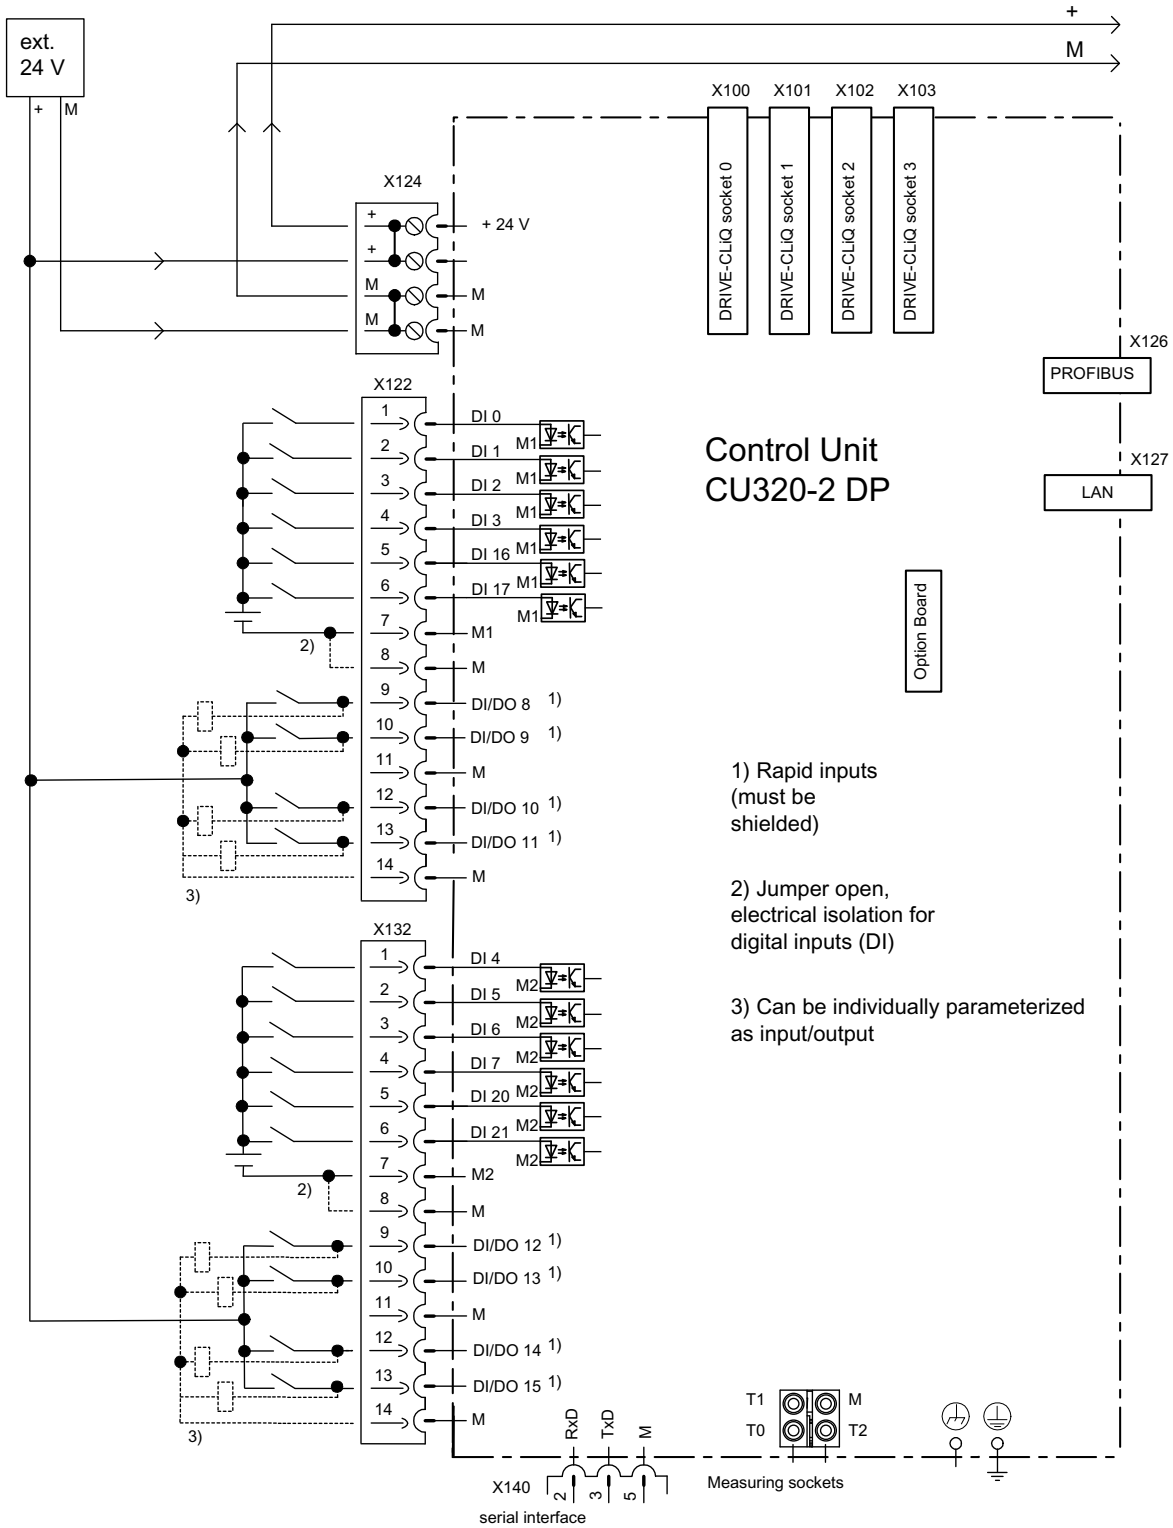 +
M
ext.
24 V
+ M
X100 X101 X102 X103
DRIVE-CLiQ socket 0
DRIVE-CLiQ socket 1
DRIVE-CLiQ socket 2
DRIVE-CLiQ socket 3
X124
+ + 24 V
+
M M
M M
X126
PROFIBUS
X127
LAN
Control Unit
CU320-2 DP
Option Board
X122
1 DI 0 M1
2 DI 1 M1
3 DI 2 M1
4 DI 3 M1
5 DI 16 M1
6 DI 17 M1
2) 7 M1
8 M
9 DI/DO 8 1)
10 DI/DO 9 1)
11 M
12 DI/DO 10 1)
13 DI/DO 11 1)
14 M
3)
1) Rapid inputs
(must be
shielded)
2) Jumper open,
electrical isolation for
digital inputs (DI)
3) Can be individually parameterized
as input/output
X132
1 DI 4 M2
2 DI 5 M2
3 DI 6 M2
4 DI 7 M2
5 DI 20 M2
6 DI 21 M2
2) 7 M2
8 M
9 DI/DO 12 1)
10 DI/DO 13 1)
11 M
12 DI/DO 14 1)
13 DI/DO 15 1)
14 M
3)
RxD TxD M
X140 2 3 5
serial interface
T1 M
T0 T2
Measuring sockets